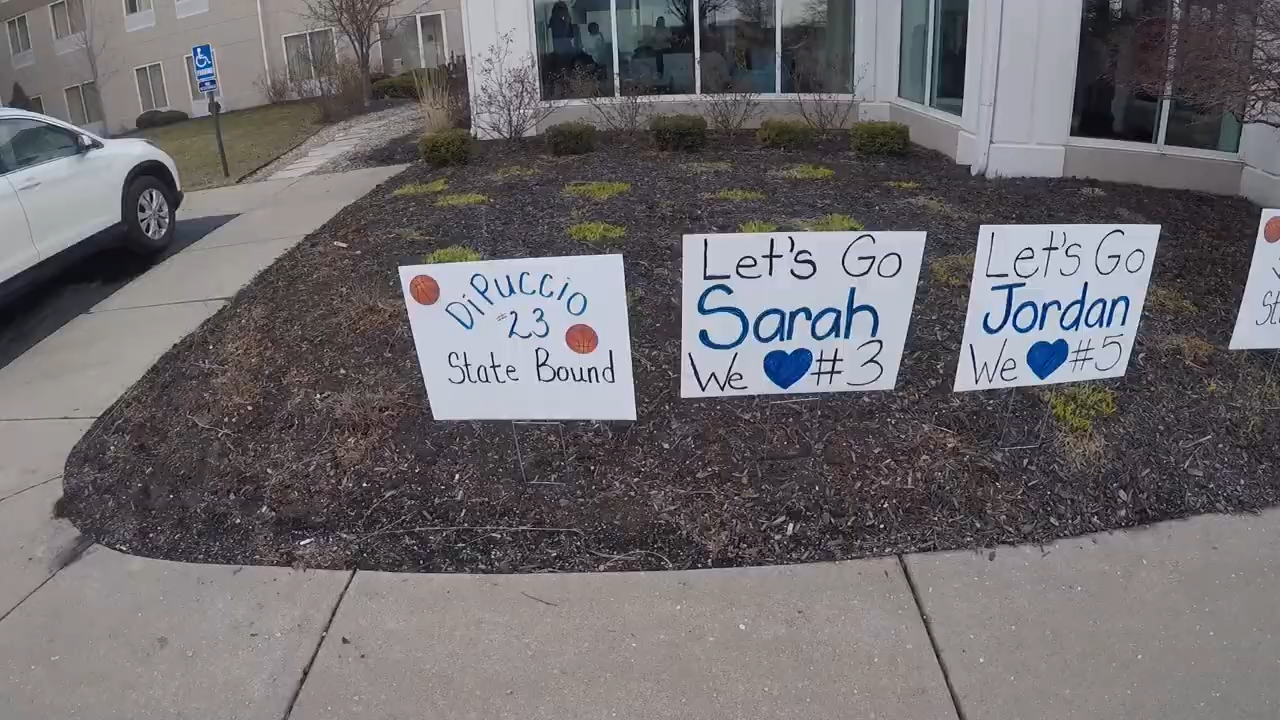 DiPuccio
#23
State Bound
Let's Go
Sarah
We #3
Let's Go
Jordan
We #5